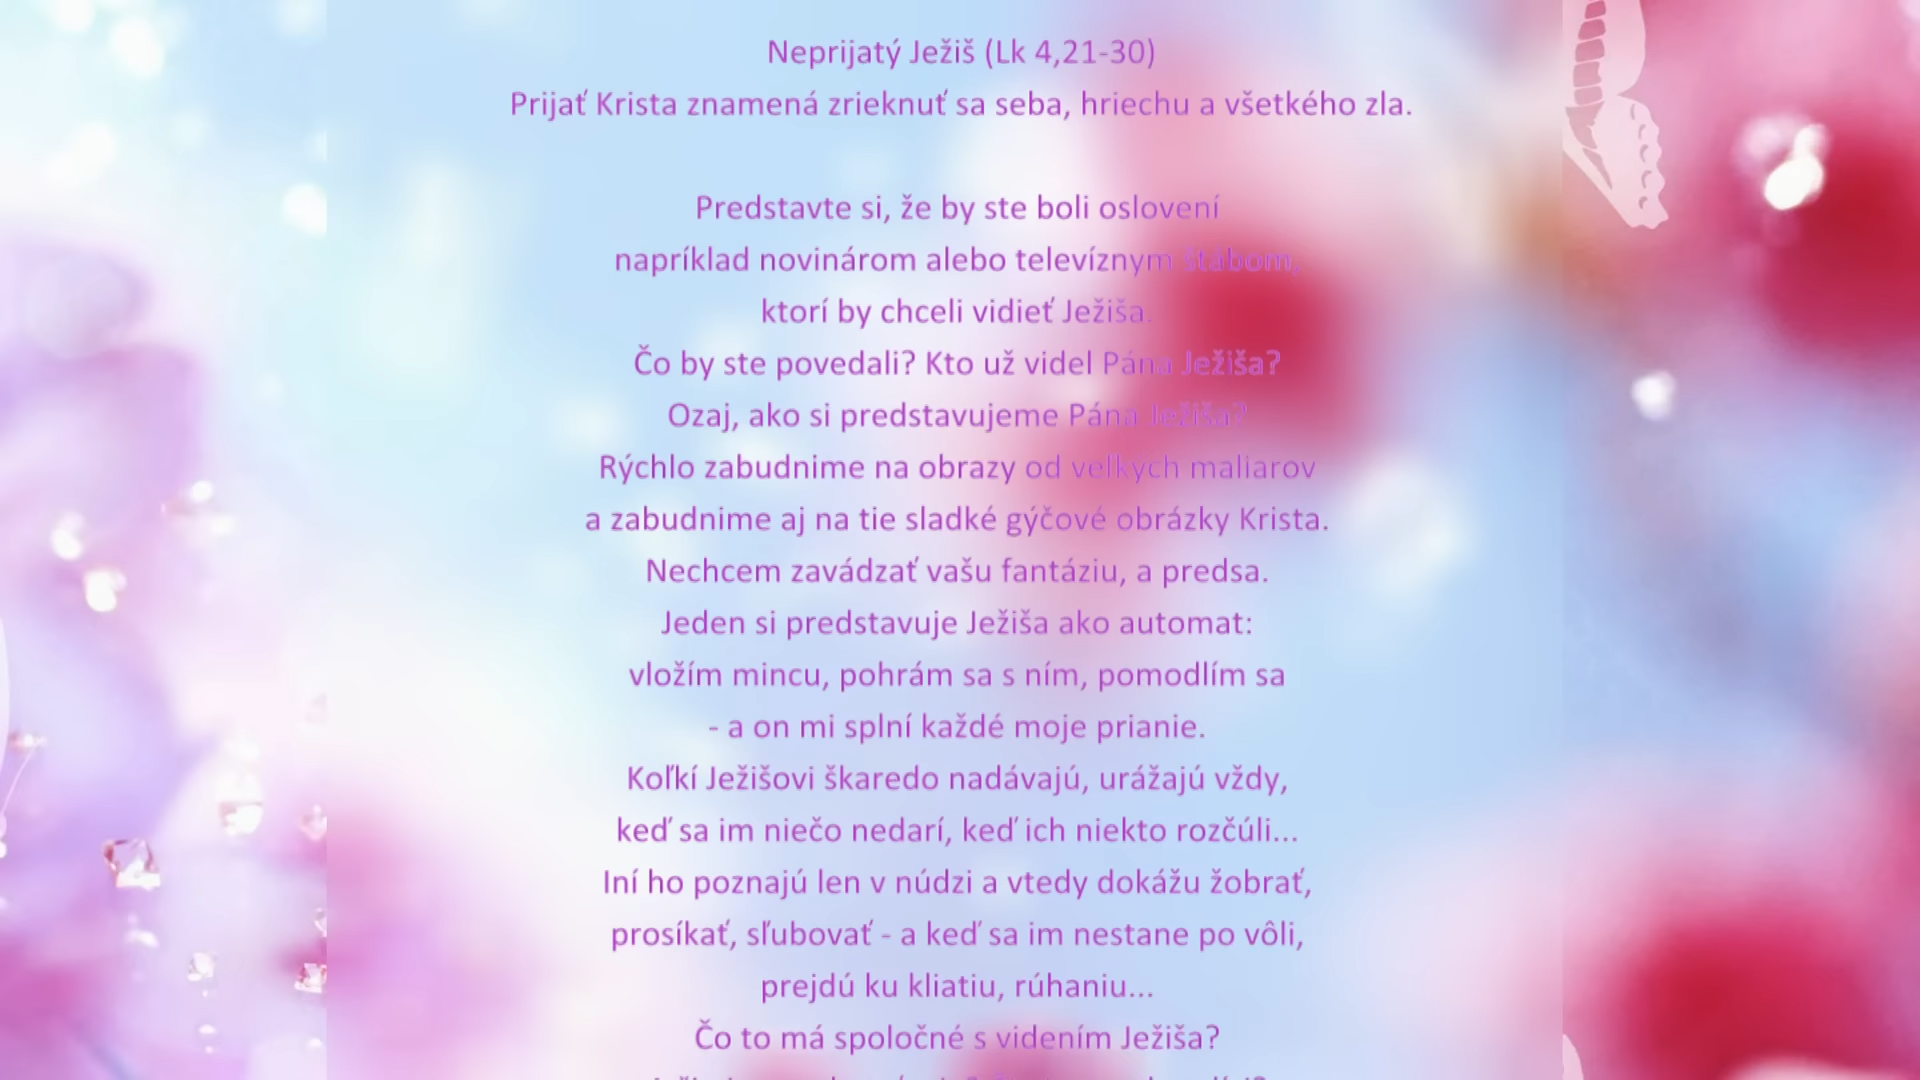 Neprijatý Ježiš (Lk 4,21-30)
Prijať Krista znamená zrieknuť sa seba, hriechu a všetkého zla.
Predstavte si, že by ste boli oslovení
napríklad novinárom alebo televíznym štábom,
ktorí by chceli vidieť Ježiša.
Čo by ste povedali? Kto už videl Pána Ježiša?
Ozaj, ako si predstavujeme Pána Ježiša?
Rýchlo zabudnime na obrazy od veľkých maliarov
a zabudnime aj na tie sladké gýčové obrázky Krista.
Nechcem zavádzať vašu fantáziu, a predsa.
Jeden si predstavuje Ježiša ako automat:
vložím mincu, pohrám sa s ním, pomodlím sa
- a on mi splní každé moje prianie.
Koľkí Ježišovi škaredo nadávajú, urážajú vždy,
keď sa im niečo nedarí, keď ich niekto rozčúli...
Iní ho poznajú len v núdzi a vtedy dokážu žobrať,
prosíkať, sľubovať - a keď sa im nestane po vôli,
prejdú ku kliatiu, rúhaniu...
Čo to má spoločné s videním Ježiša?